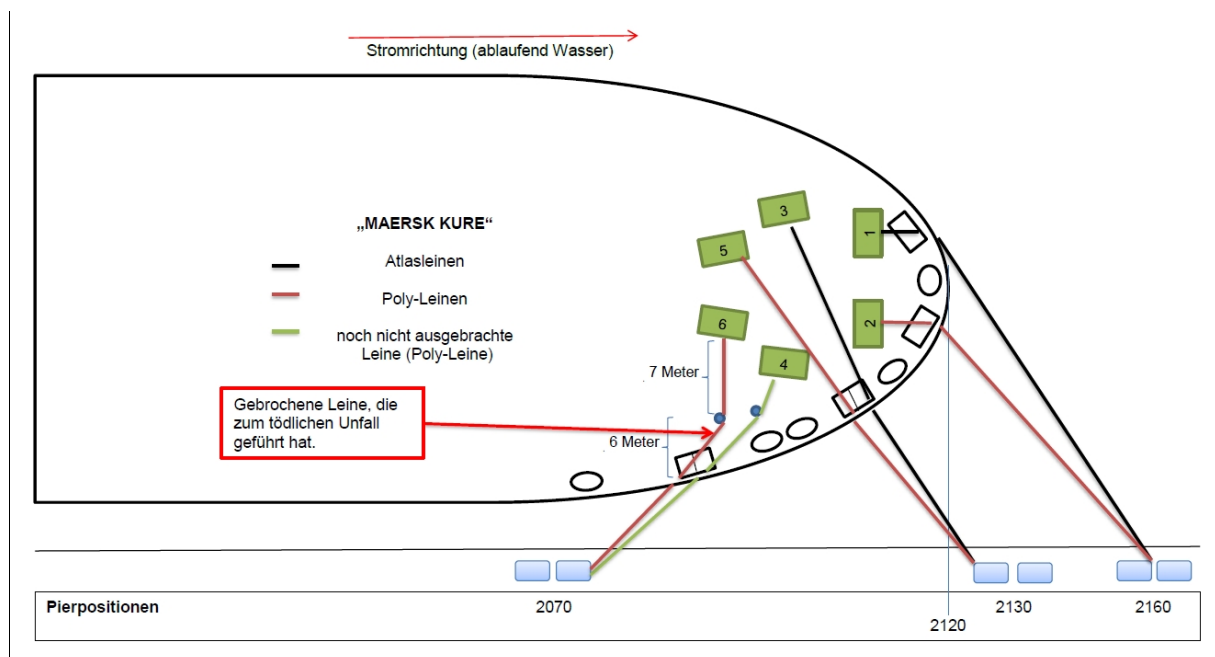 Stromrichtung (ablaufend Wasser)
„MAERSK KURE“
Atlasleinen
Poly-Leinen
noch nicht ausgebrachte
Leine (Poly-Leine)
Gebrochene Leine, die
zum tödlichen Unfall
geführt hat.
3
1
5
2
6
4
7 Meter
6 Meter
Pierpositionen
2070
2130
2160
2120